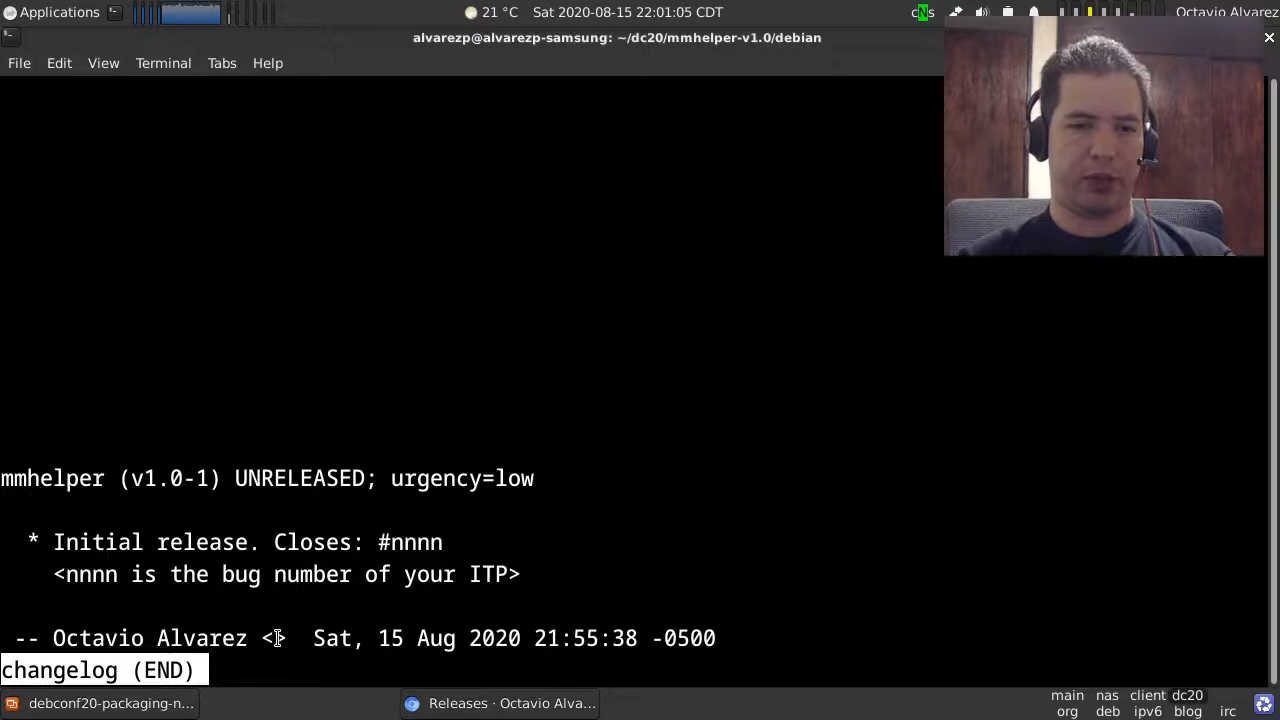 Applications
21 °C Sat 2020-08-15 22:01:05 CDT
Octavio Alvarez
alvarezp@alvarezp-samsung: ~/dc20/mmhelper-v1.0/debian
File Edit View Terminal Tabs Help
mmhelper (v1.0-1) UNRELEASED; urgency=low
* Initial release. Closes: #nnnn
<nnnn is the bug number of your ITP>
-- Octavio Alvarez <> Sat, 15 Aug 2020 21:55:38 -0500
changelog (END)
debconf20-packaging-n...
Releases · Octavio Alva...
main nas client dc20
org deb ipv6 blog irc